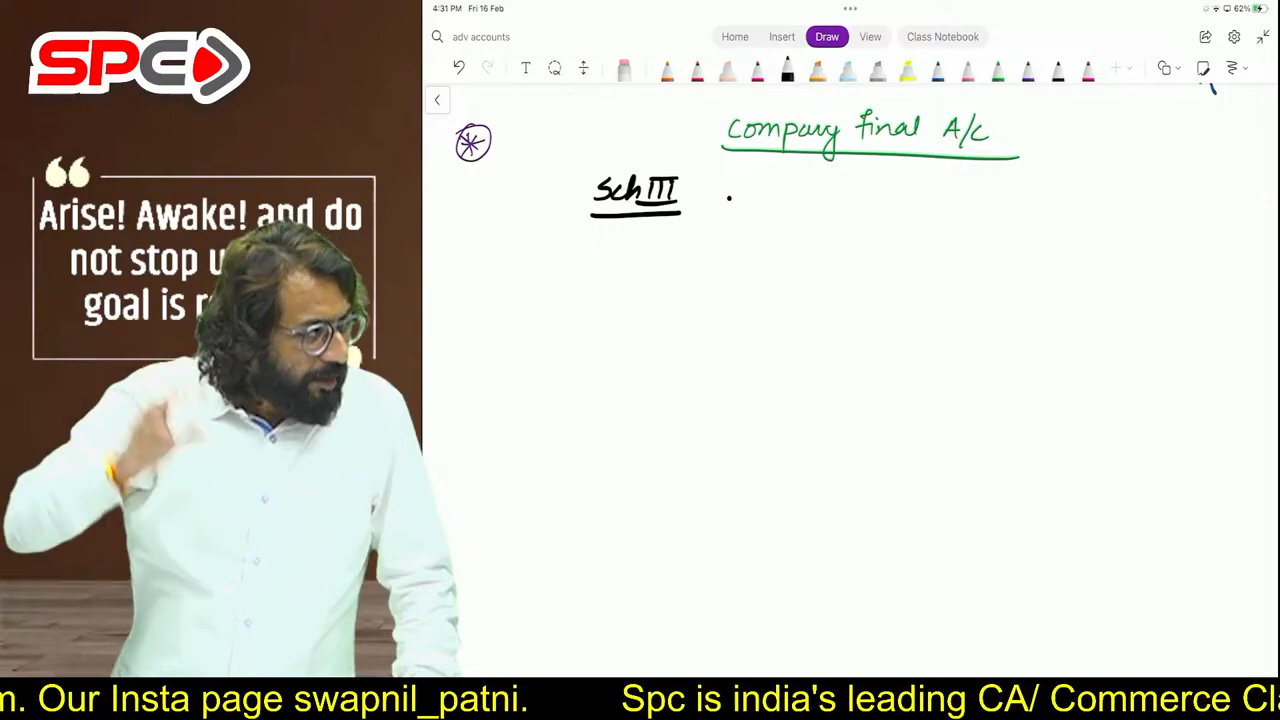 SPC
Arise! Awake! and do
not stop u
goal is r
4:31 PM Fri 16 Feb
62%
adv accounts
Home Insert Draw View Class Notebook
T
Company final A/C
Sch III
m. Our Insta page swapnil_patni. Spc is india's leading CA/ Commerce Cl